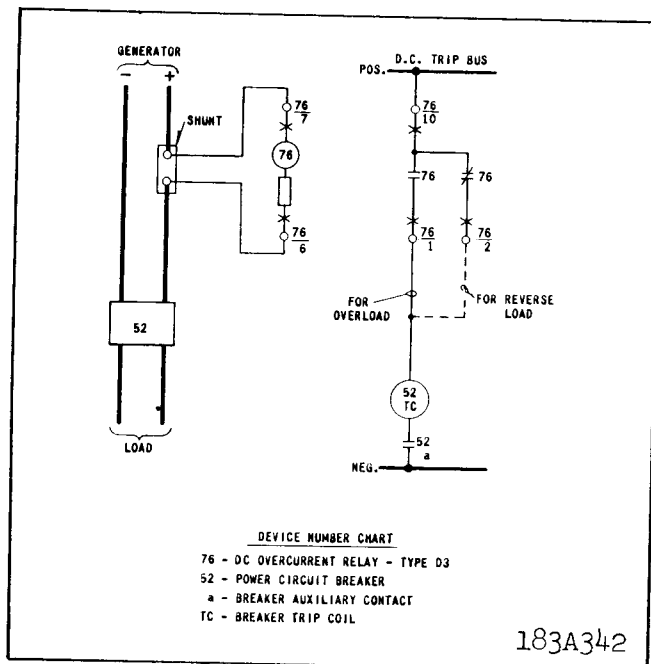 GENERATOR
- +
SHUNT
76
7
76
76
6
52
LOAD
D.C. TRIP BUS
POS.
76
10
76
76
76
1
76
2
FOR
OVERLOAD
FOR REVERSE
LOAD
52
TC
52
a
NEG.
DEVICE NUMBER CHART
76 - DC OVERCURRENT RELAY - TYPE D3
52 - POWER CIRCUIT BREAKER
a - BREAKER AUXILIARY CONTACT
TC - BREAKER TRIP COIL
183A342